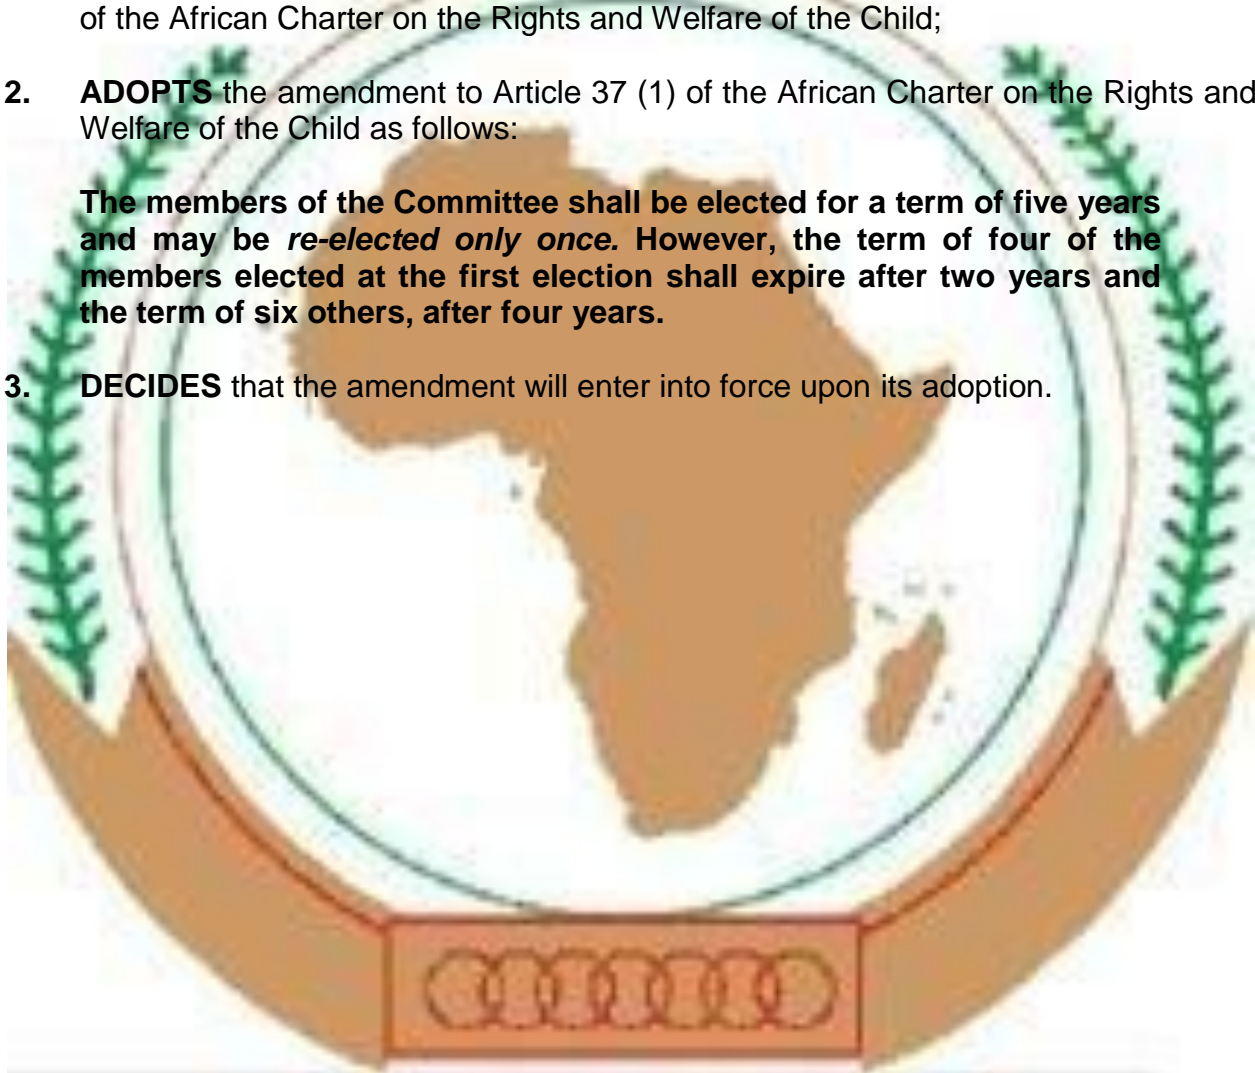 of the African Charter on the Rights and Welfare of the Child;
2. ADOPTS the amendment to Article 37 (1) of the African Charter on the Rights and
Welfare of the Child as follows:
The members of the Committee shall be elected for a term of five years
and may be re-elected only once. However, the term of four of the
members elected at the first election shall expire after two years and
the term of six others, after four years.
3. DECIDES that the amendment will enter into force upon its adoption.